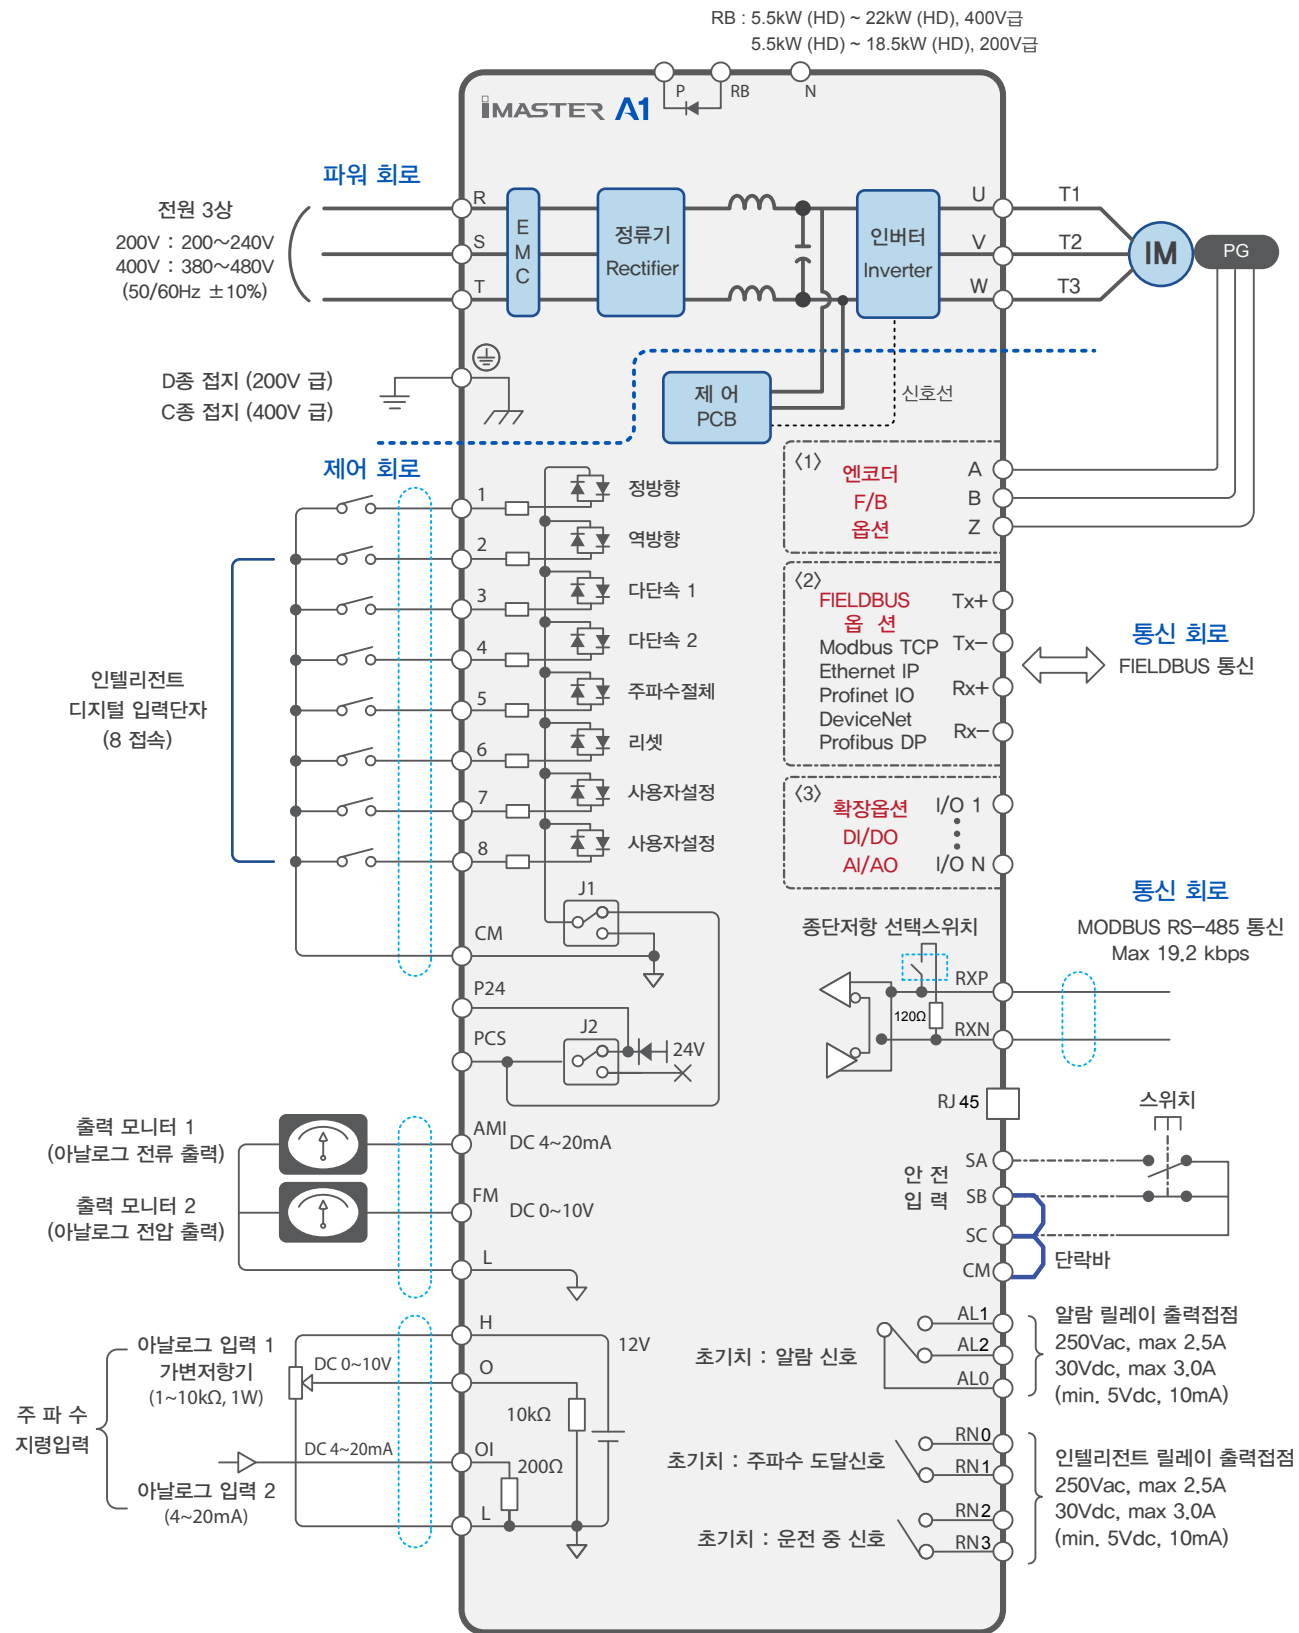 RB : 5.5kW (HD) ~ 22kW (HD), 400V급
5.5kW (HD) ~ 18.5kW (HD), 200V급
P
RB
N
iMASTER A1
파워 회로
전원 3상
200V : 200~240V
400V : 380~480V
(50/60Hz ±10%)
R
S
T
E
M
C
정류기
Rectifier
인버터
Inverter
U
V
W
T1
T2
T3
IM
PG
D종 접지 (200V 급)
C종 접지 (400V 급)
제 어
PCB
신호선
제어 회로
인텔리전트
디지털 입력단자
(8 접속)
1
정방향
2
역방향
3
다단속 1
4
다단속 2
5
주파수절체
6
리셋
7
사용자설정
8
사용자설정
〈1〉
엔코더
F/B
옵션
A
B
Z
〈2〉
FIELDBUS
옵 션
Modbus TCP
Ethernet IP
Profinet IO
DeviceNet
Profibus DP
Tx+
Tx−
Rx+
Rx−
통신 회로
FIELDBUS 통신
〈3〉
확장옵션
DI/DO
AI/AO
I/O 1
I/O N
J1
CM
P24
PCS
J2
24V
종단저항 선택스위치
120Ω
RXP
RXN
통신 회로
MODBUS RS−485 통신
Max 19.2 kbps
RJ 45
스위치
안 전
입 력
SA
SB
SC
CM
단락바
출력 모니터 1
(아날로그 전류 출력)
출력 모니터 2
(아날로그 전압 출력)
AMI
DC 4~20mA
FM
DC 0~10V
L
주 파 수
지령입력
아날로그 입력 1
가변저항기
(1~10kΩ, 1W)
아날로그 입력 2
(4~20mA)
DC 0~10V
DC 4~20mA
H
O
OI
L
12V
10kΩ
200Ω
초기치 : 알람 신호
AL1
AL2
AL0
알람 릴레이 출력접점
250Vac, max 2.5A
30Vdc, max 3.0A
(min. 5Vdc, 10mA)
초기치 : 주파수 도달신호
RN0
RN1
초기치 : 운전 중 신호
RN2
RN3
인텔리전트 릴레이 출력접점
250Vac, max 2.5A
30Vdc, max 3.0A
(min. 5Vdc, 10mA)